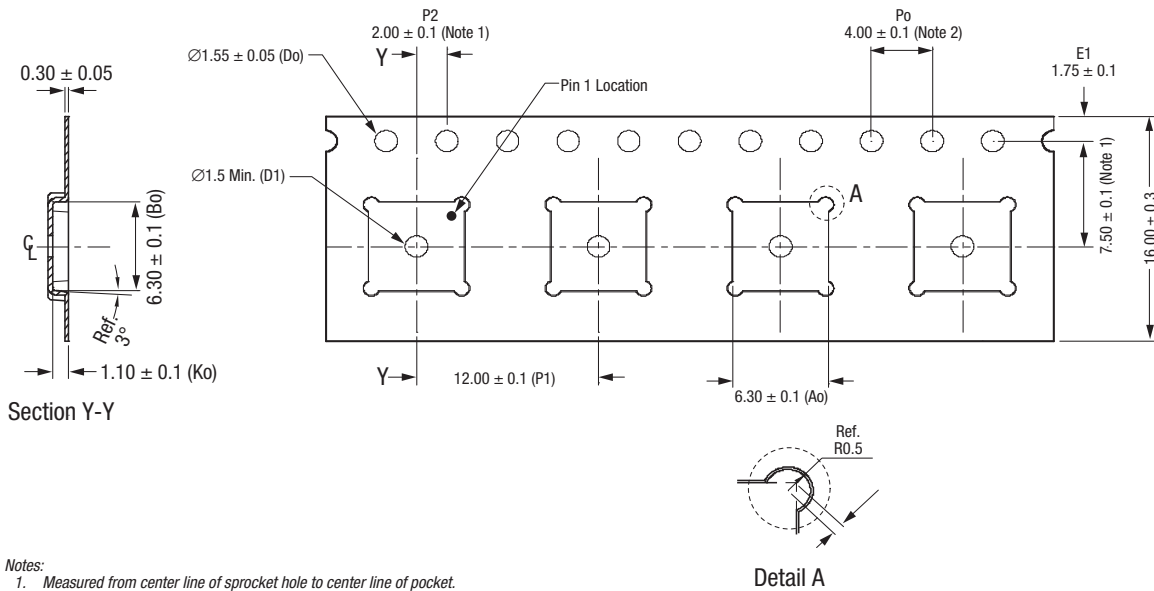 P2
2.00 ± 0.1 (Note 1)
Po
4.00 ± 0.1 (Note 2)
E1
1.75 ± 0.1
Y
∅1.55 ± 0.05 (Do)
0.30 ± 0.05
Pin 1 Location
∅1.5 Min. (D1)
A
7.50 ± 0.1 (Note 1)
16.00 ± 0.3
CL
6.30 ± 0.1 (Bo)
Ref.
3°
1.10 ± 0.1 (Ko)
Y
12.00 ± 0.1 (P1)
6.30 ± 0.1 (Ao)
Section Y-Y
Ref.
R0.5
Detail A
Notes:
1. Measured from center line of sprocket hole to center line of pocket.